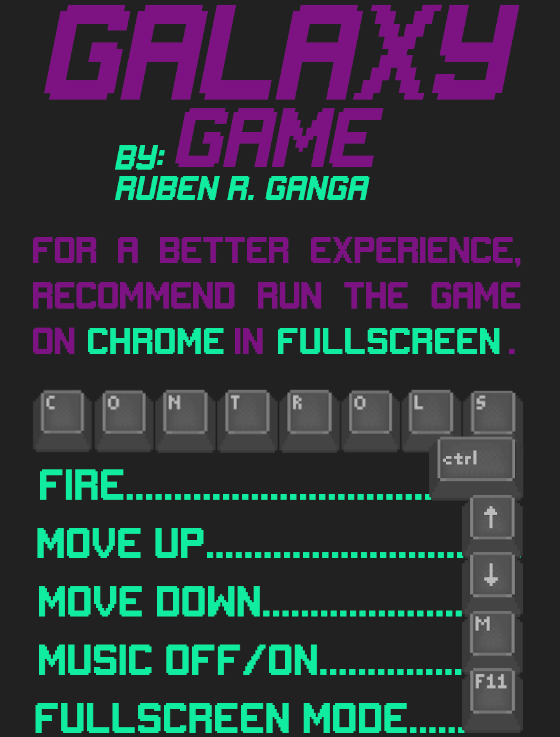 GALAXY
GAME
BY:
RUBEN R. GANGA
FOR A BETTER EXPERIENCE,
RECOMMEND RUN THE GAME
ON CHROME IN FULLSCREEN.
C O N T R O L S
FIRE............................... ctrl
MOVE UP.......................... ↑
MOVE DOWN.................... ↓
MUSIC OFF/ON.............. M
FULLSCREEN MODE...... F11